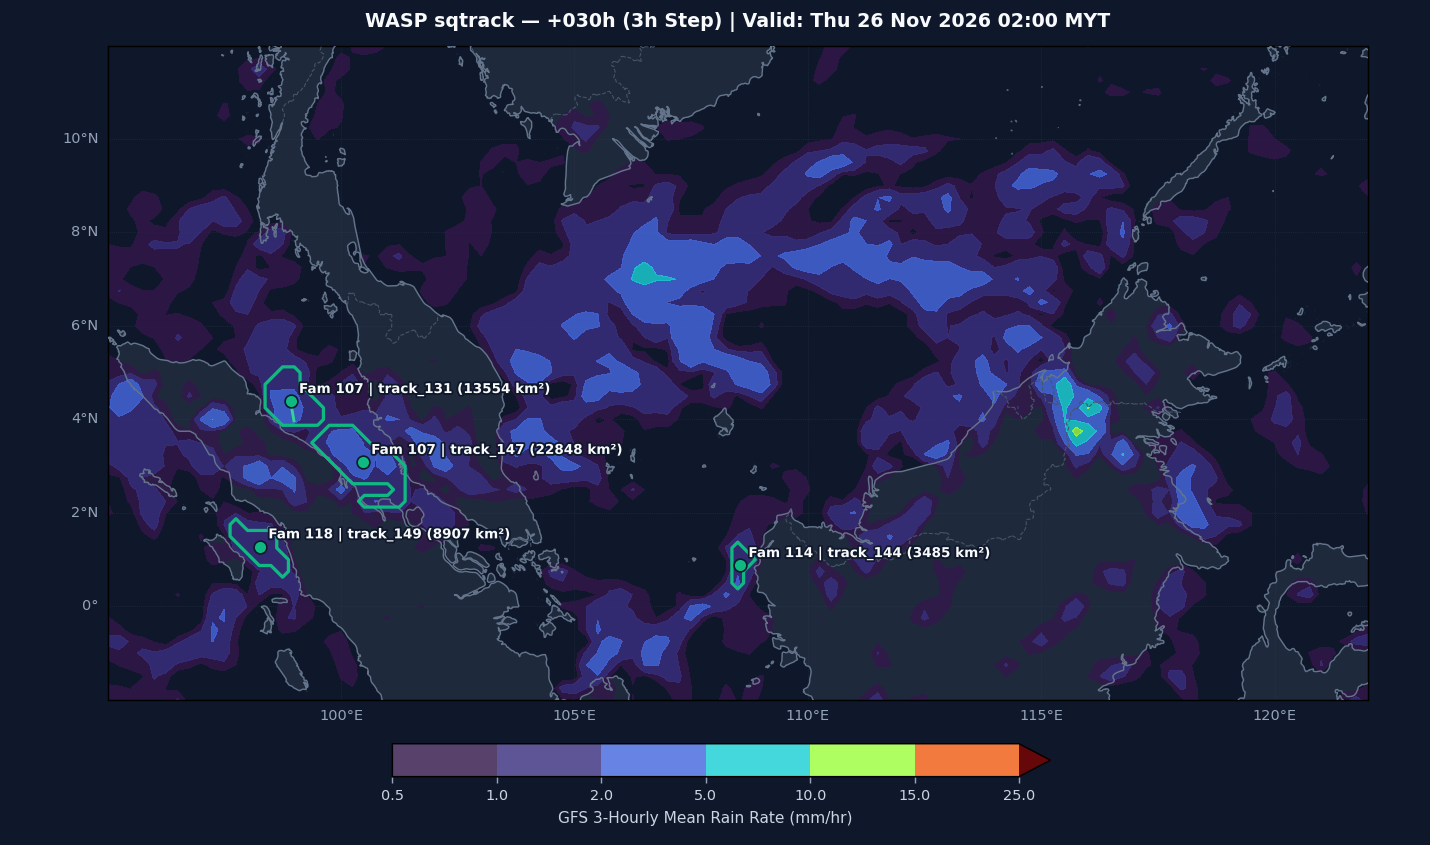 WASP sqtrack — +030h (3h Step) | Valid: Thu 26 Nov 2026 02:00 MYT
10°N
8°N
6°N
4°N
2°N
0°
Fam 107 | track_131 (13554 km²)
Fam 107 | track_147 (22848 km²)
Fam 118 | track_149 (8907 km²)
Fam 114 | track_144 (3485 km²)
100°E 105°E 110°E 115°E 120°E
0.5 1.0 2.0 5.0 10.0 15.0 25.0
GFS 3-Hourly Mean Rain Rate (mm/hr)